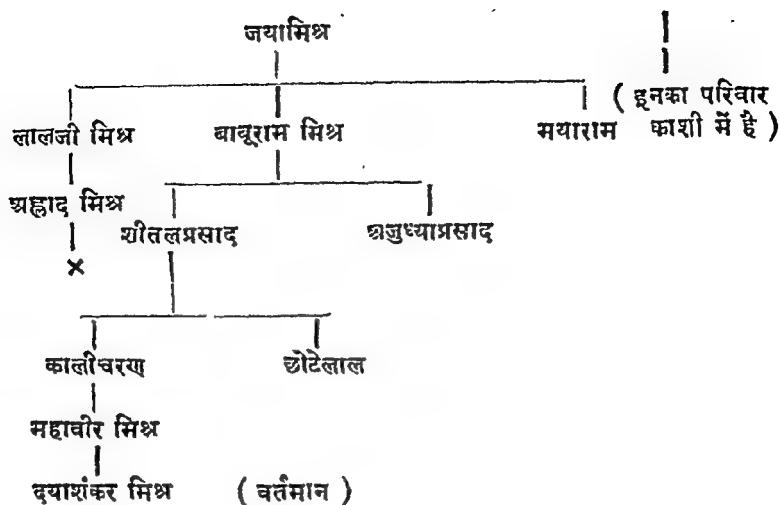 जयामिश्र
( इनका परिवार
लालजी मिश्र बाबूराम मिश्र मयाराम काशी में है )
अह्लाद मिश्र
शीतलप्रसाद अजुध्याप्रसाद
×
कालीचरण छोटेलाल
महावीर मिश्र
दयाशंकर मिश्र ( वर्तमान )